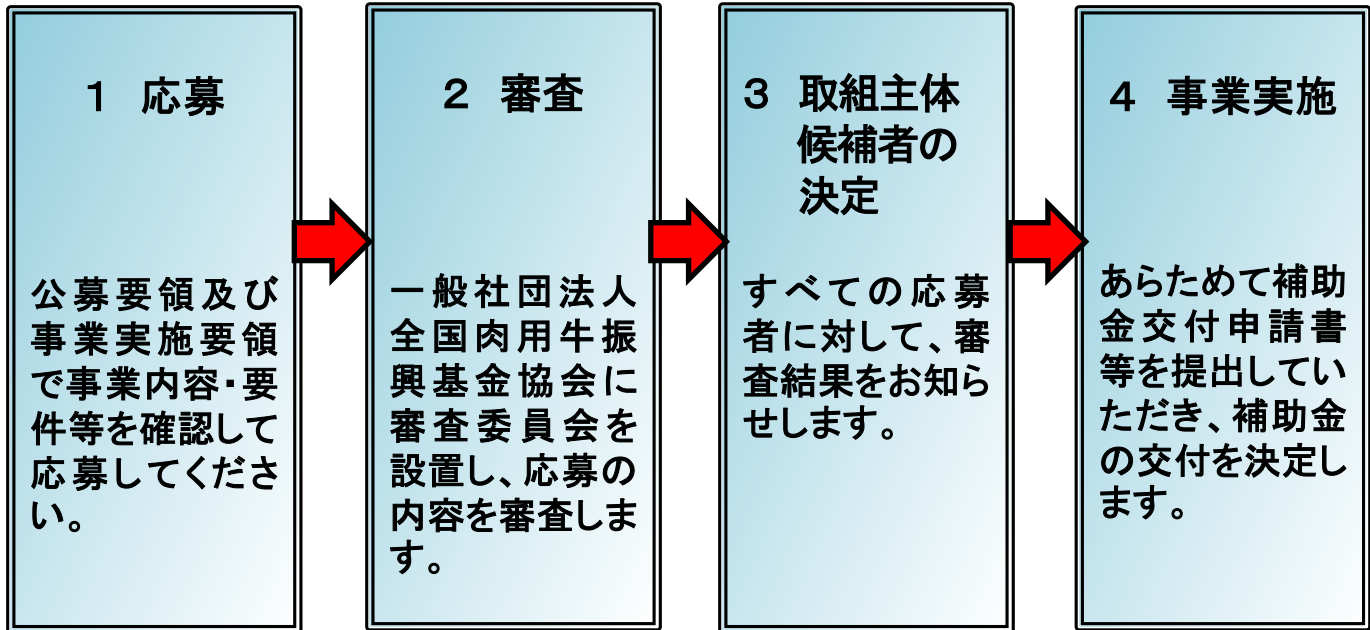 1 応募
公募要領及び
事業実施要領
で事業内容・要
件等を確認して
応募してくださ
い。
2 審査
一般社団法人
全国肉用牛振
興基金協会に
審査委員会を
設置し、応募の
内容を審査しま
す。
3 取組主体
候補者の
決定
すべての応募
者に対して、審
査結果をお知ら
せします。
4 事業実施
あらためて補助
金交付申請書
等を提出してい
ただき、補助金
の交付を決定し
ます。